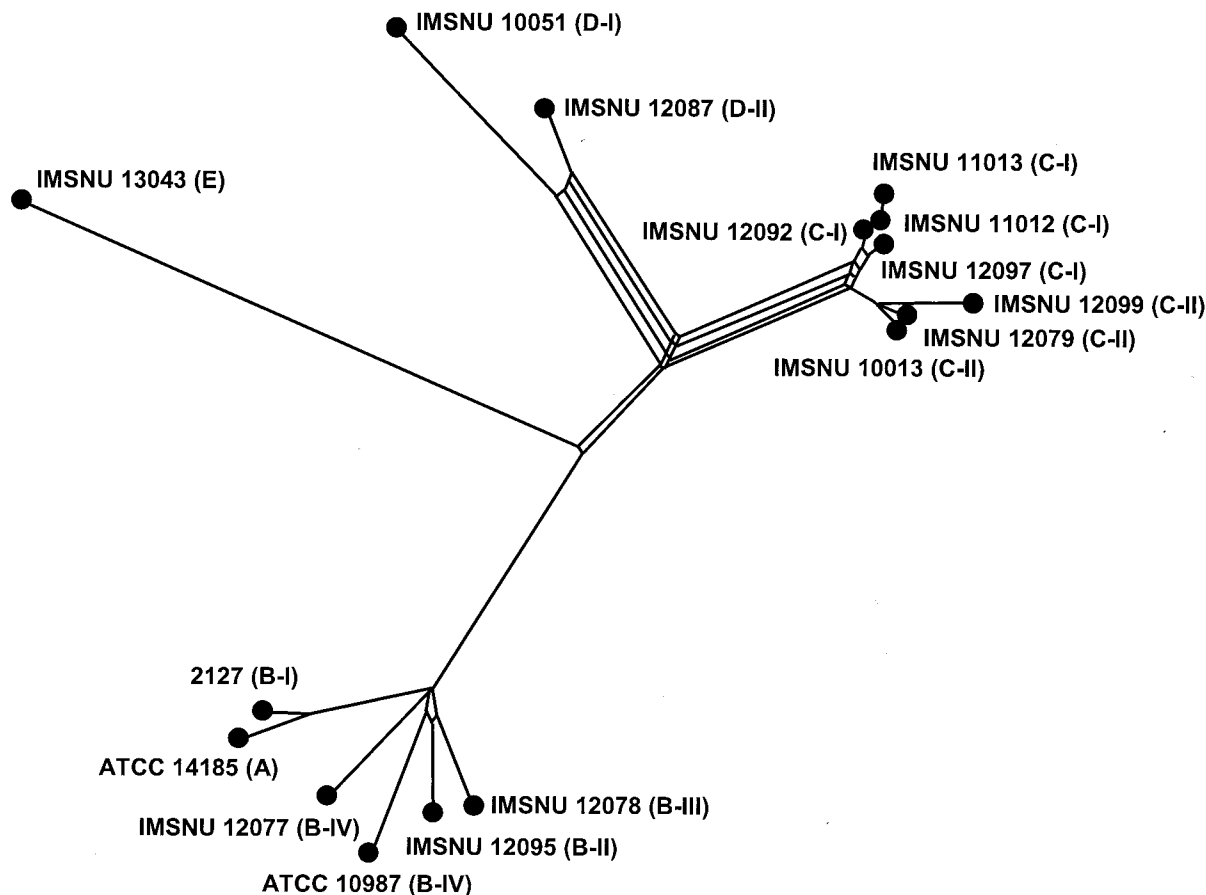 IMSNU 10051 (D-I)
IMSNU 12087 (D-II)
IMSNU 13043 (E)
IMSNU 11013 (C-I)
IMSNU 12092 (C-I)
IMSNU 11012 (C-I)
IMSNU 12097 (C-I)
IMSNU 12099 (C-II)
IMSNU 12079 (C-II)
IMSNU 10013 (C-II)
2127 (B-I)
ATCC 14185 (A)
IMSNU 12078 (B-III)
IMSNU 12077 (B-IV)
IMSNU 12095 (B-II)
ATCC 10987 (B-IV)